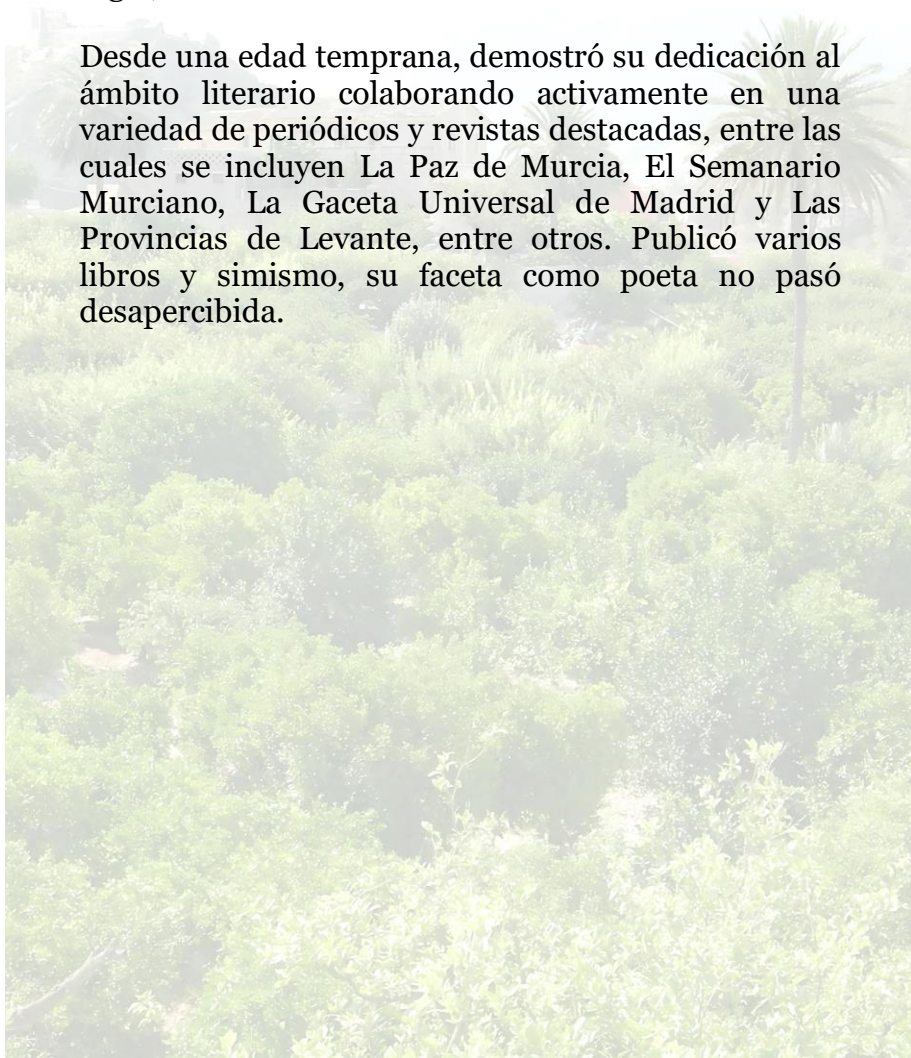 Desde una edad temprana, demostró su dedicación al
ámbito literario colaborando activamente en una
variedad de periódicos y revistas destacadas, entre las
cuales se incluyen La Paz de Murcia, El Semanario
Murciano, La Gaceta Universal de Madrid y Las
Provincias de Levante, entre otros. Publicó varios
libros y simismo, su faceta como poeta no pasó
desapercibida.